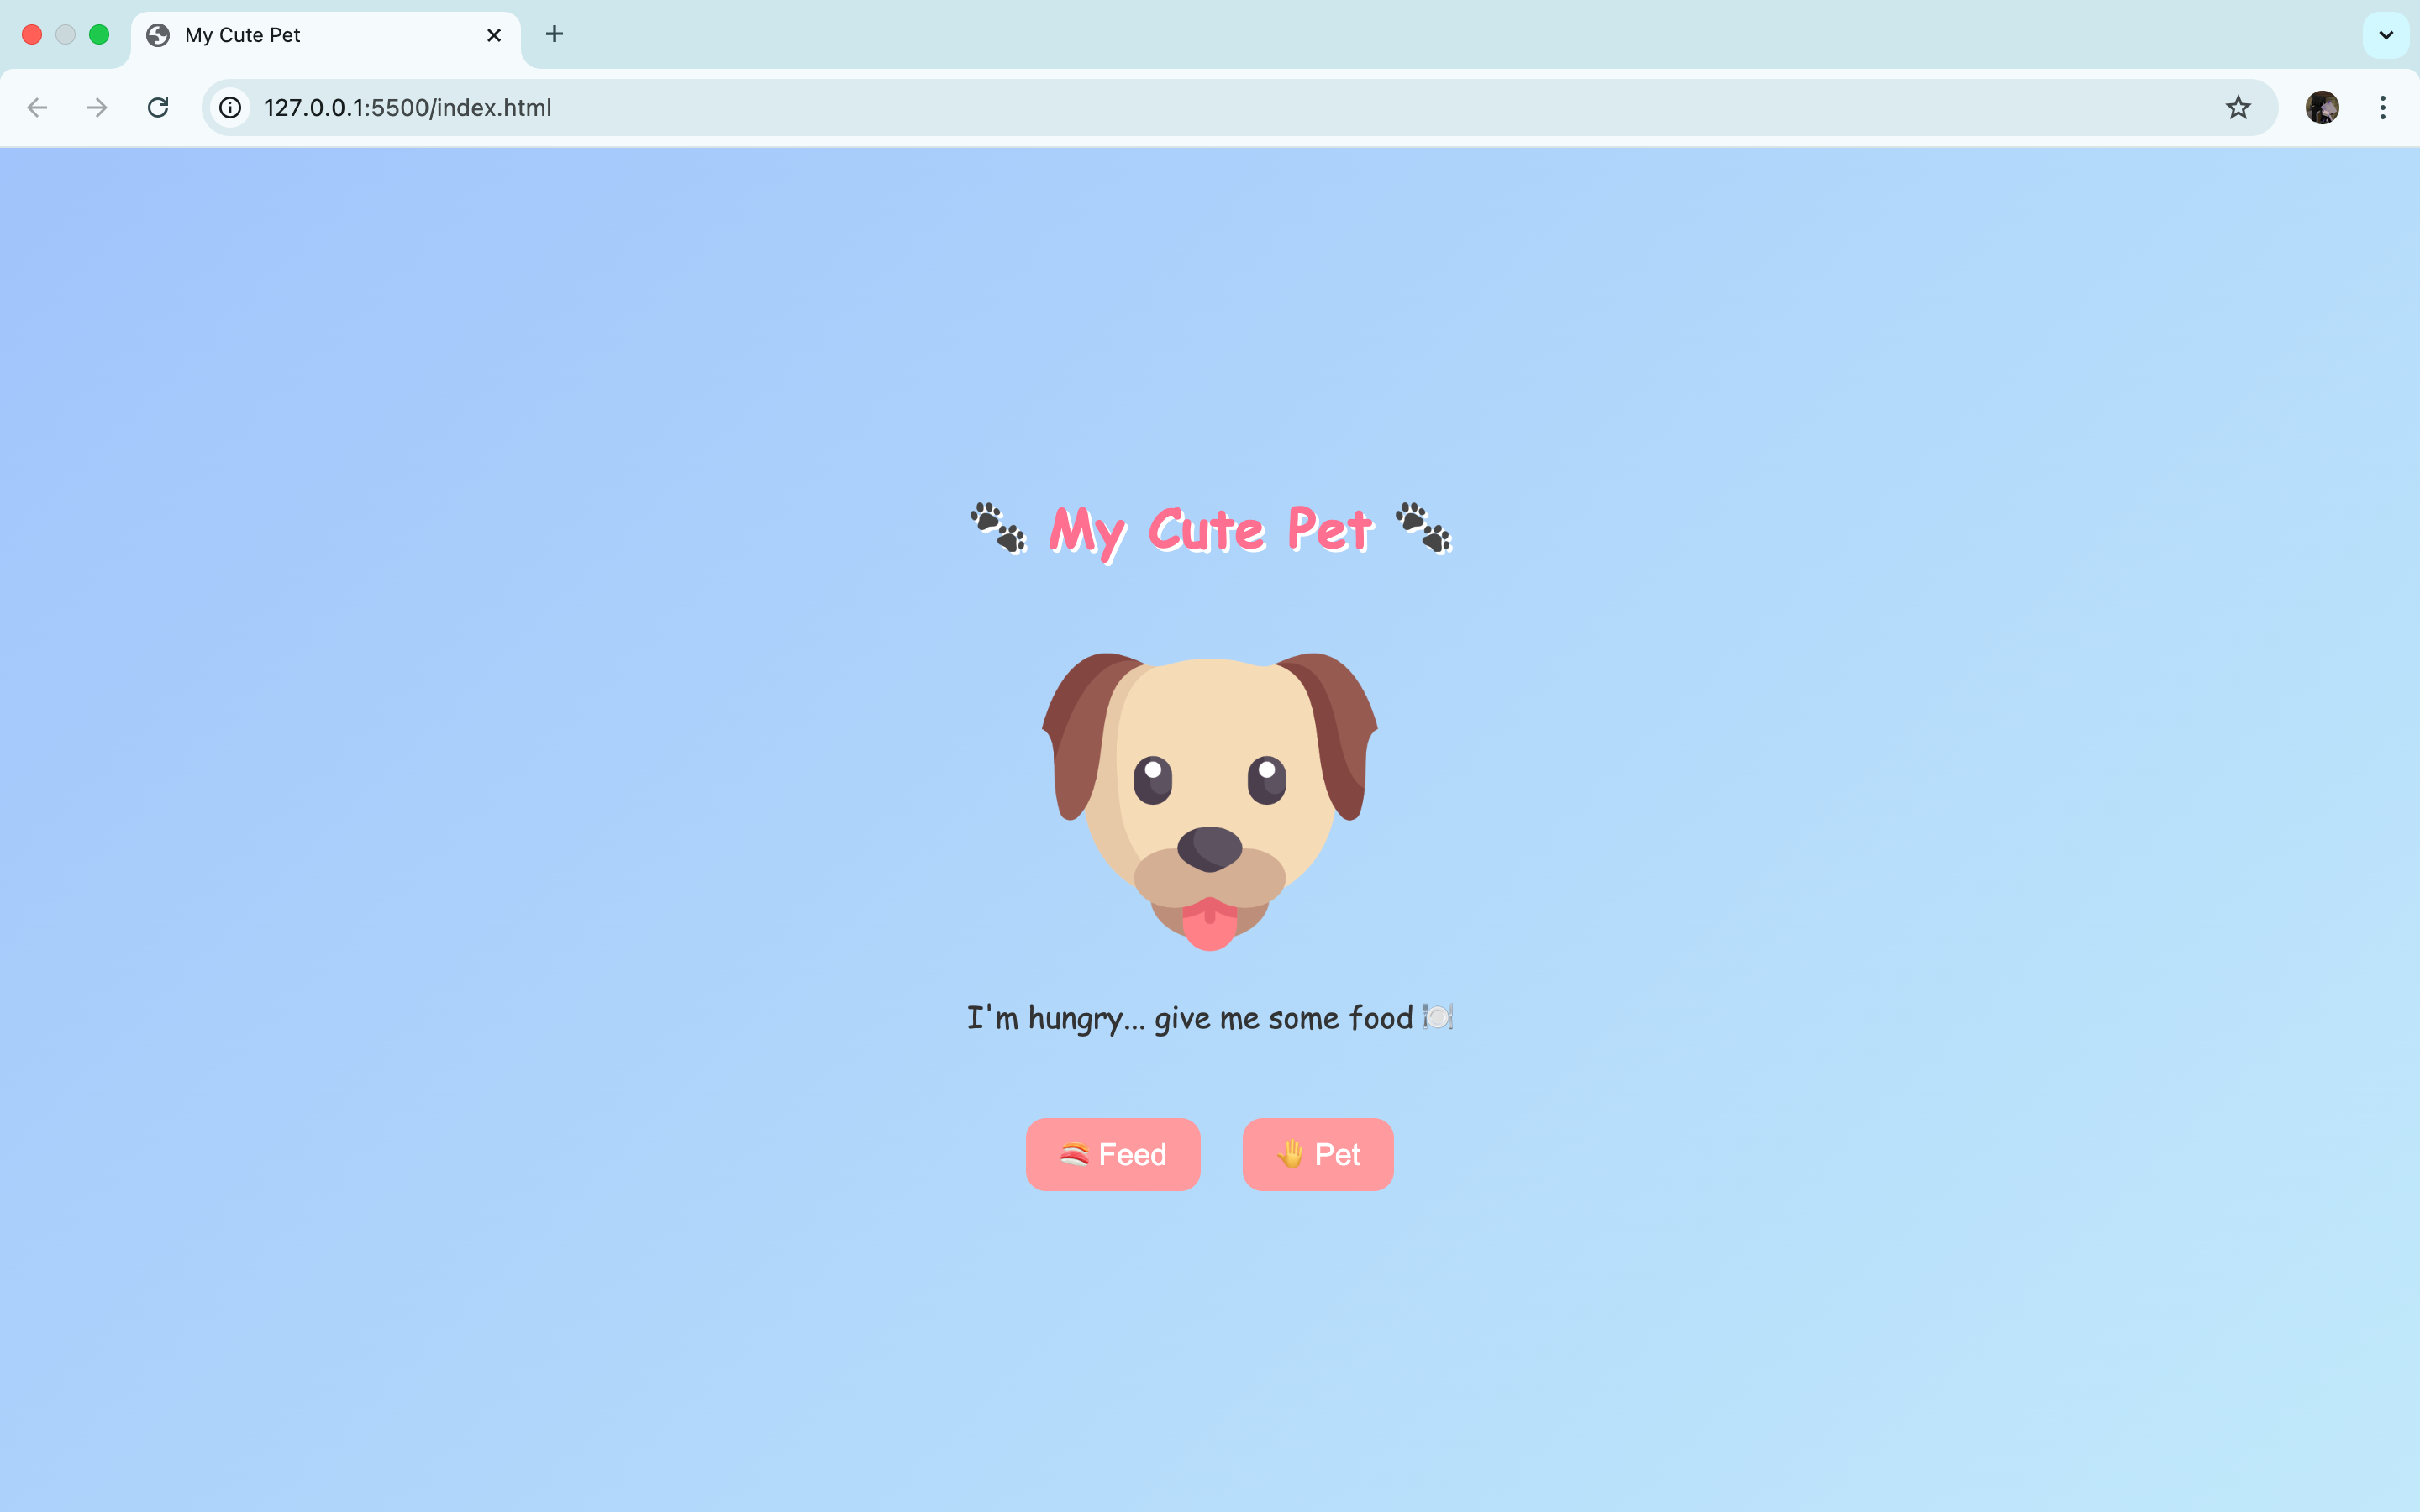 My Cute Pet
127.0.0.1:5500/index.html
🐾 My Cute Pet 🐾
I'm hungry... give me some food 🍽️
🍣 Feed
🤚 Pet